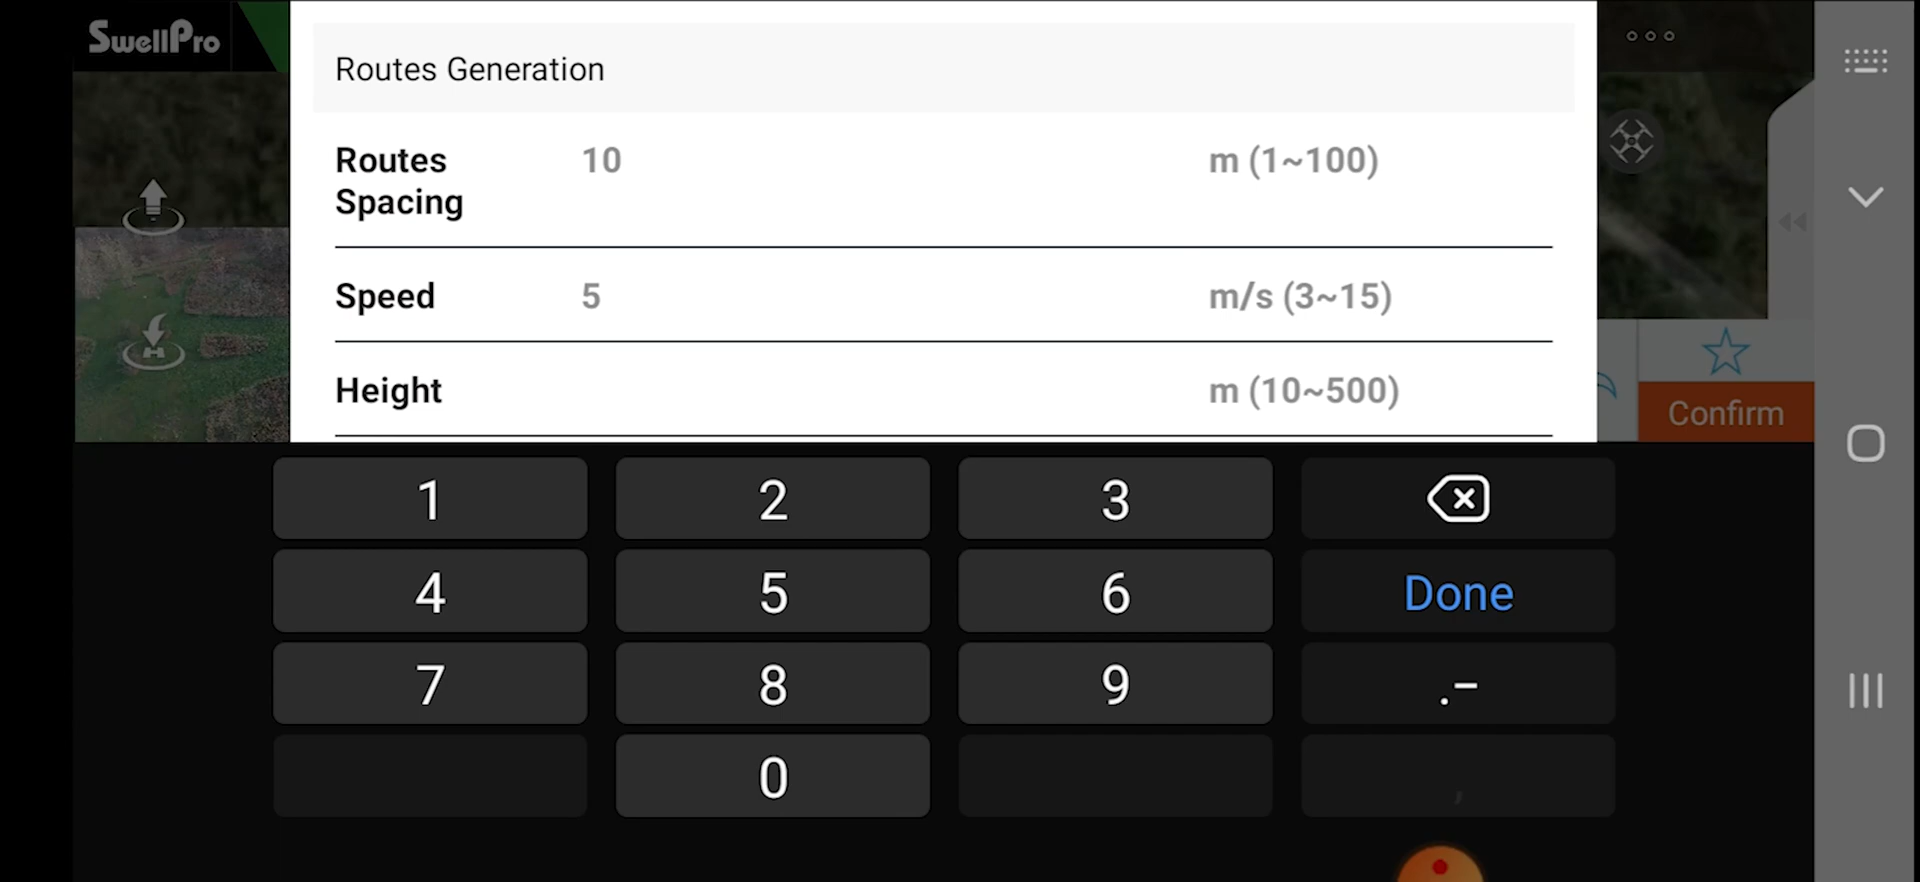 SwellPro
Routes Generation
Routes Spacing 10 m (1~100)
Speed 5 m/s (3~15)
Height m (10~500)
Confirm
1 2 3
4 5 6 Done
7 8 9 .-
0 ,